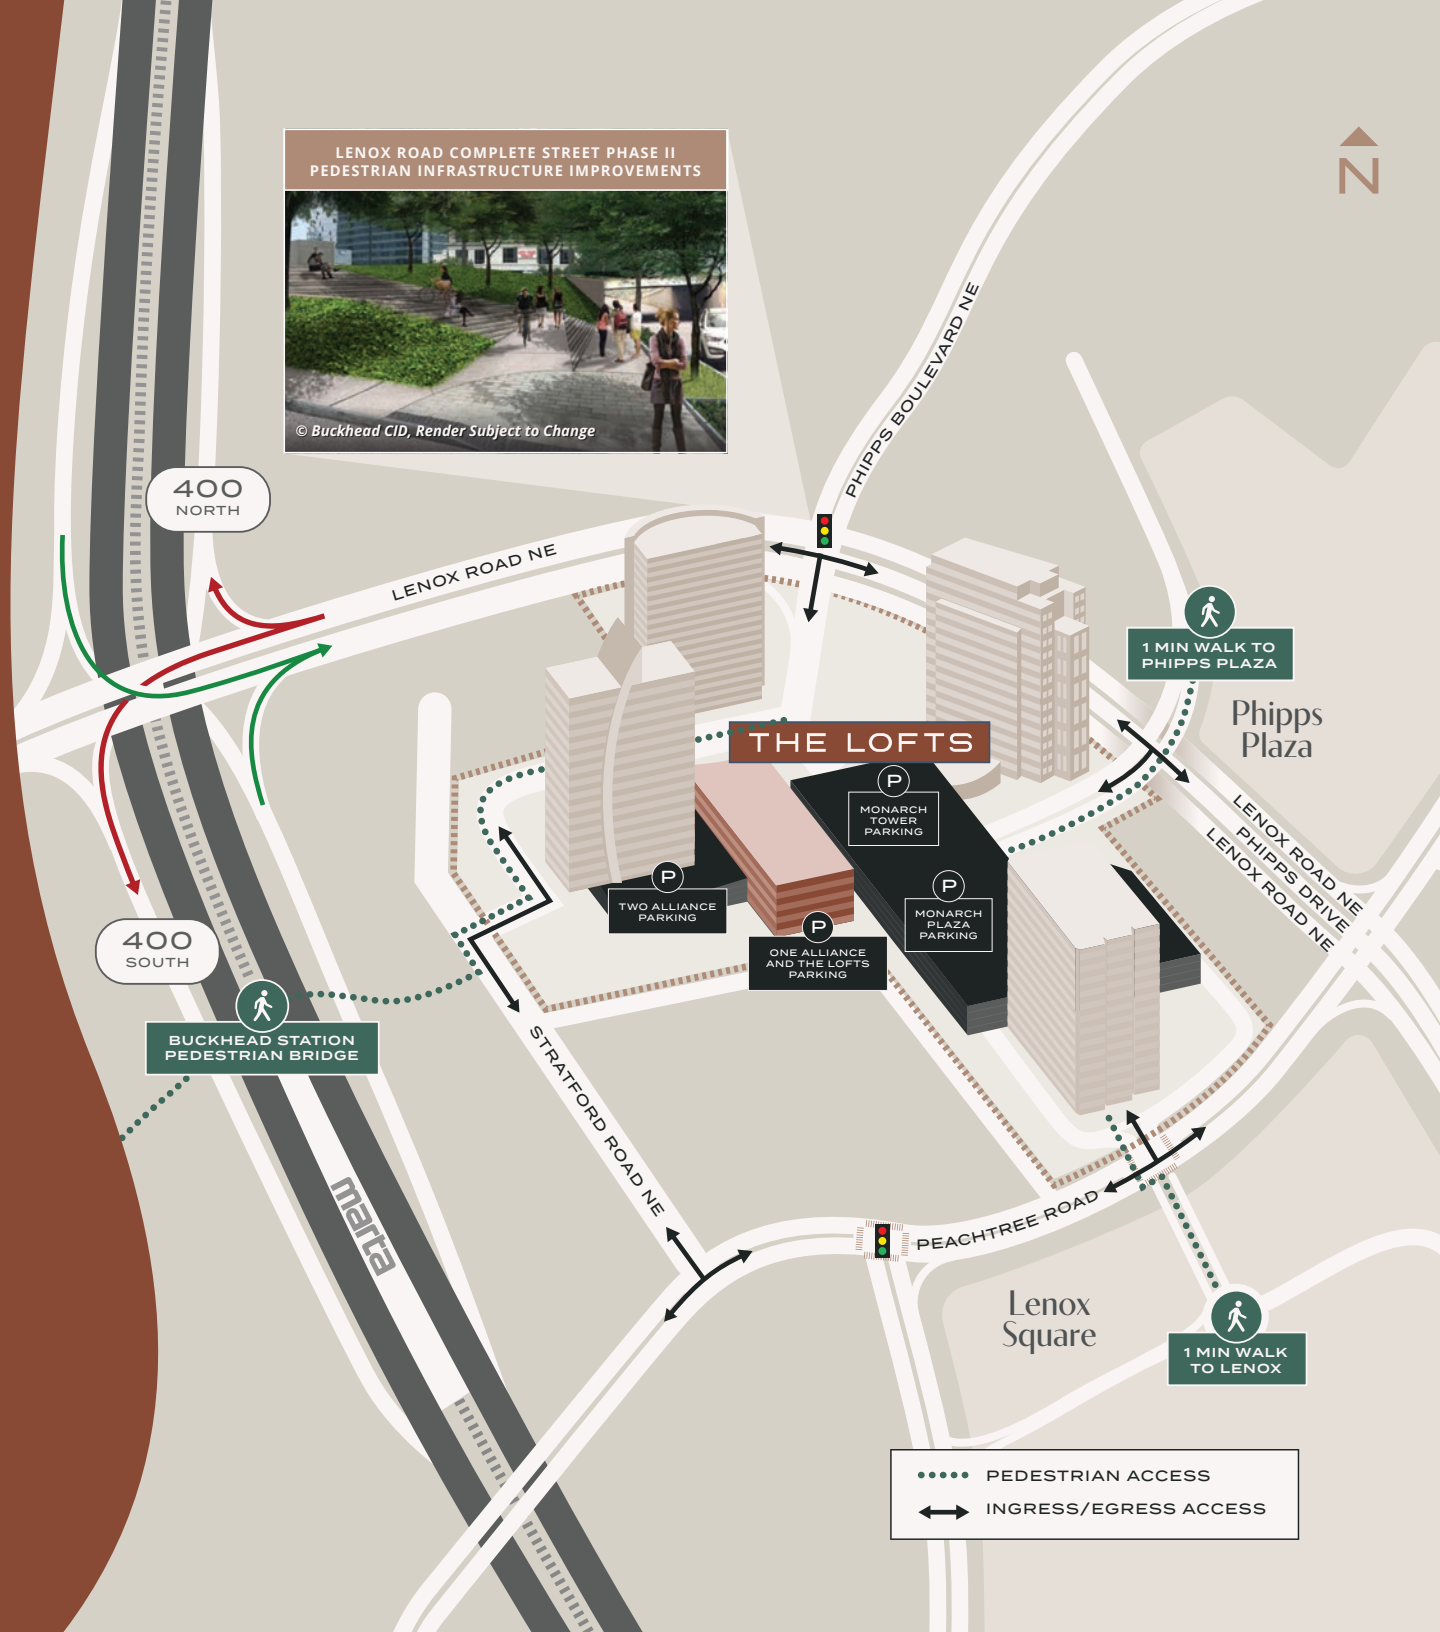 LENOX ROAD COMPLETE STREET PHASE II
PEDESTRIAN INFRASTRUCTURE IMPROVEMENTS
© Buckhead CID, Render Subject to Change
N
PHIPPS BOULEVARD NE
400
NORTH
LENOX ROAD NE
1 MIN WALK TO
PHIPPS PLAZA
Phipps
Plaza
THE LOFTS
P
MONARCH
TOWER
PARKING
LENOX ROAD NE
PHIPPS DRIVE
LENOX ROAD NE
P
TWO ALLIANCE
PARKING
P
MONARCH
PLAZA
PARKING
P
ONE ALLIANCE
AND THE LOFTS
PARKING
400
SOUTH
BUCKHEAD STATION
PEDESTRIAN BRIDGE
STRATFORD ROAD NE
marta
PEACHTREE ROAD
Lenox
Square
1 MIN WALK
TO LENOX
PEDESTRIAN ACCESS
INGRESS/EGRESS ACCESS